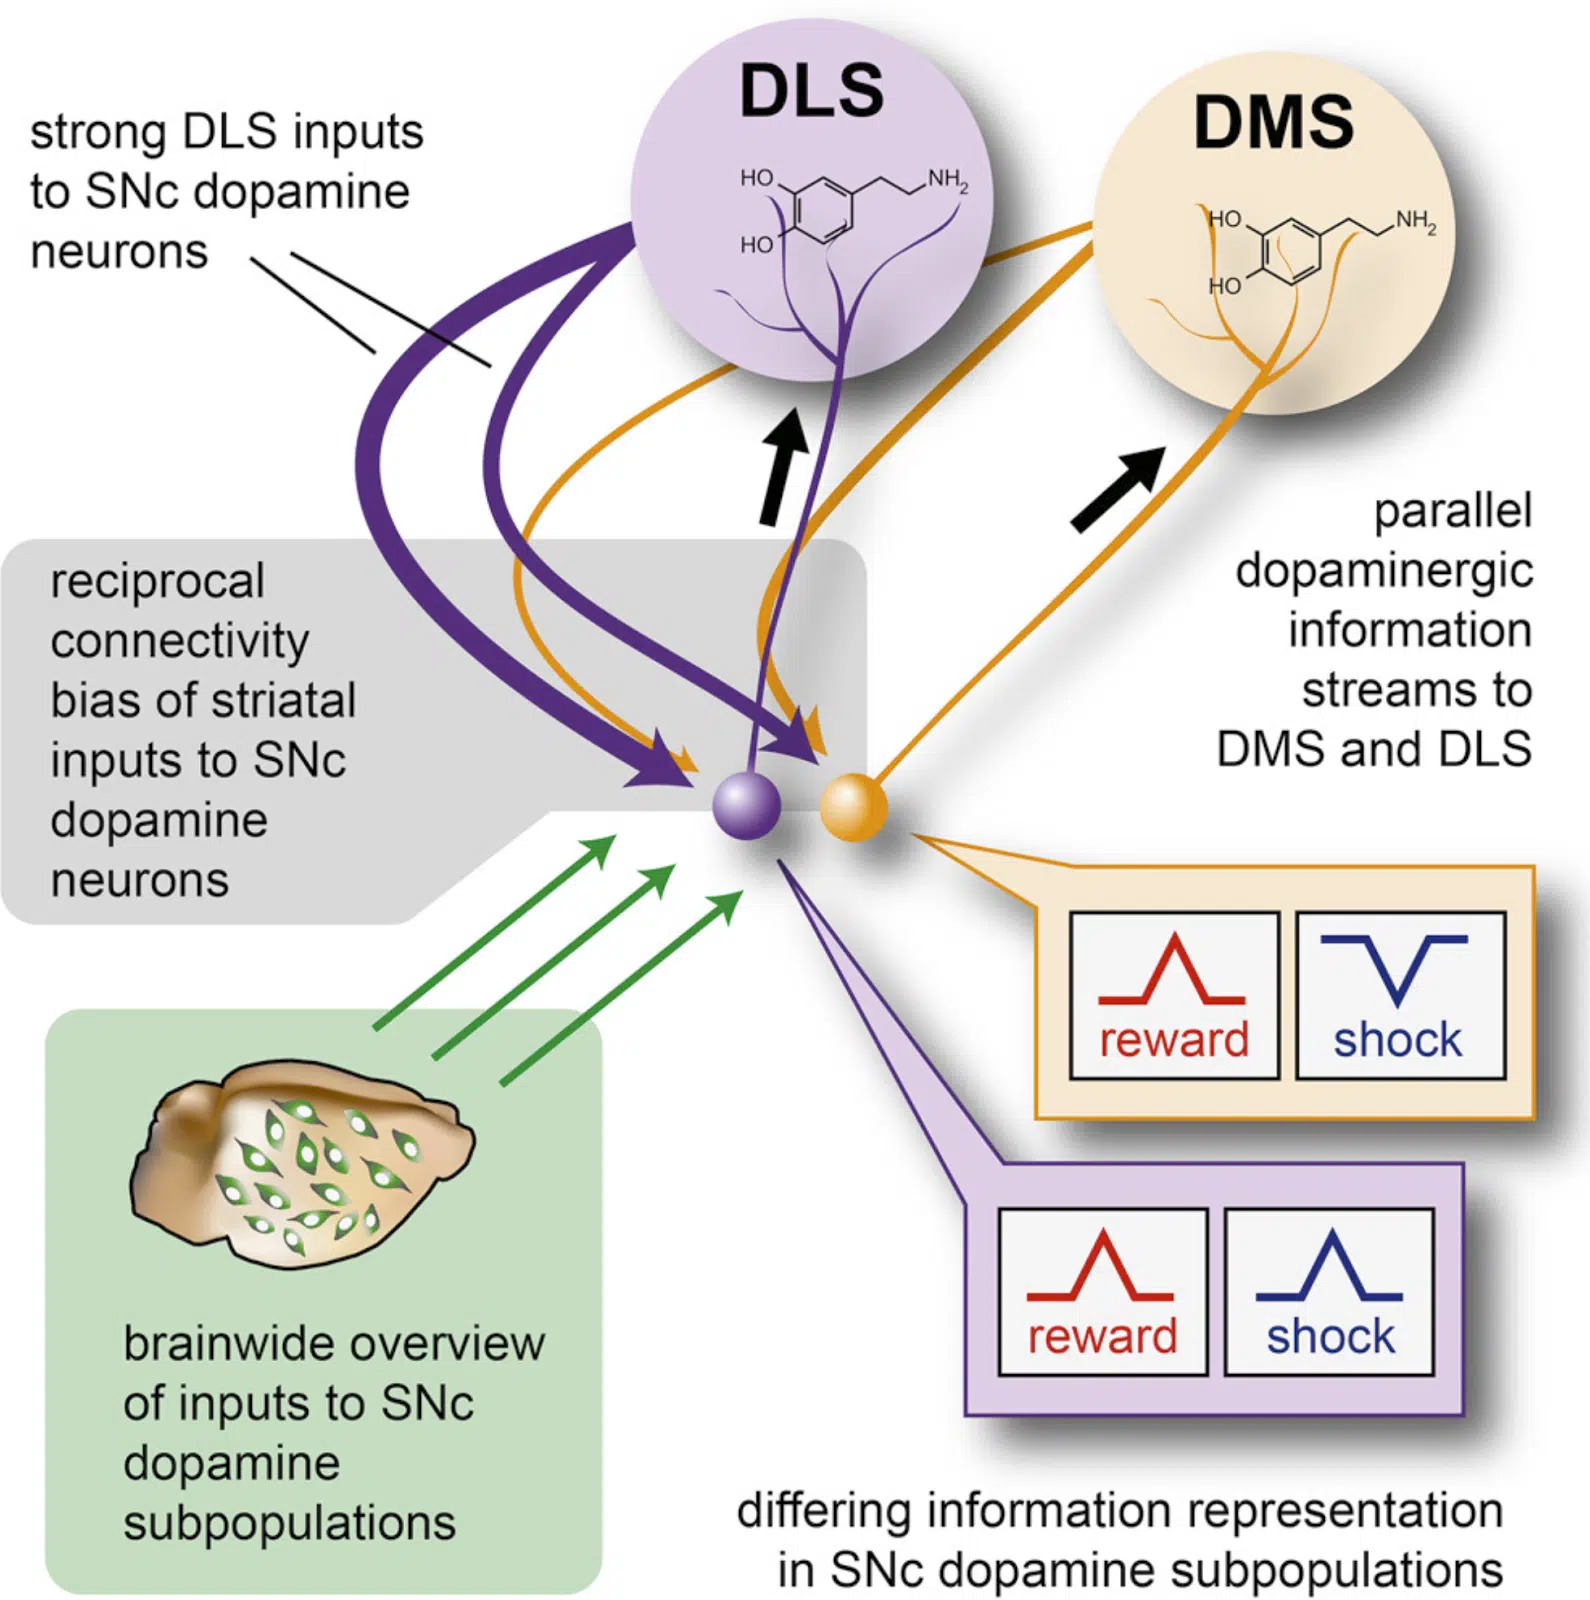 DLS
DMS
strong DLS inputs
to SNc dopamine
neurons
HO
NH2
HO
HO
NH2
HO
parallel
dopaminergic
information
streams to
DMS and DLS
reciprocal
connectivity
bias of striatal
inputs to SNc
dopamine
neurons
reward
shock
reward
shock
brainwide overview
of inputs to SNc
dopamine
subpopulations
differing information representation
in SNc dopamine subpopulations